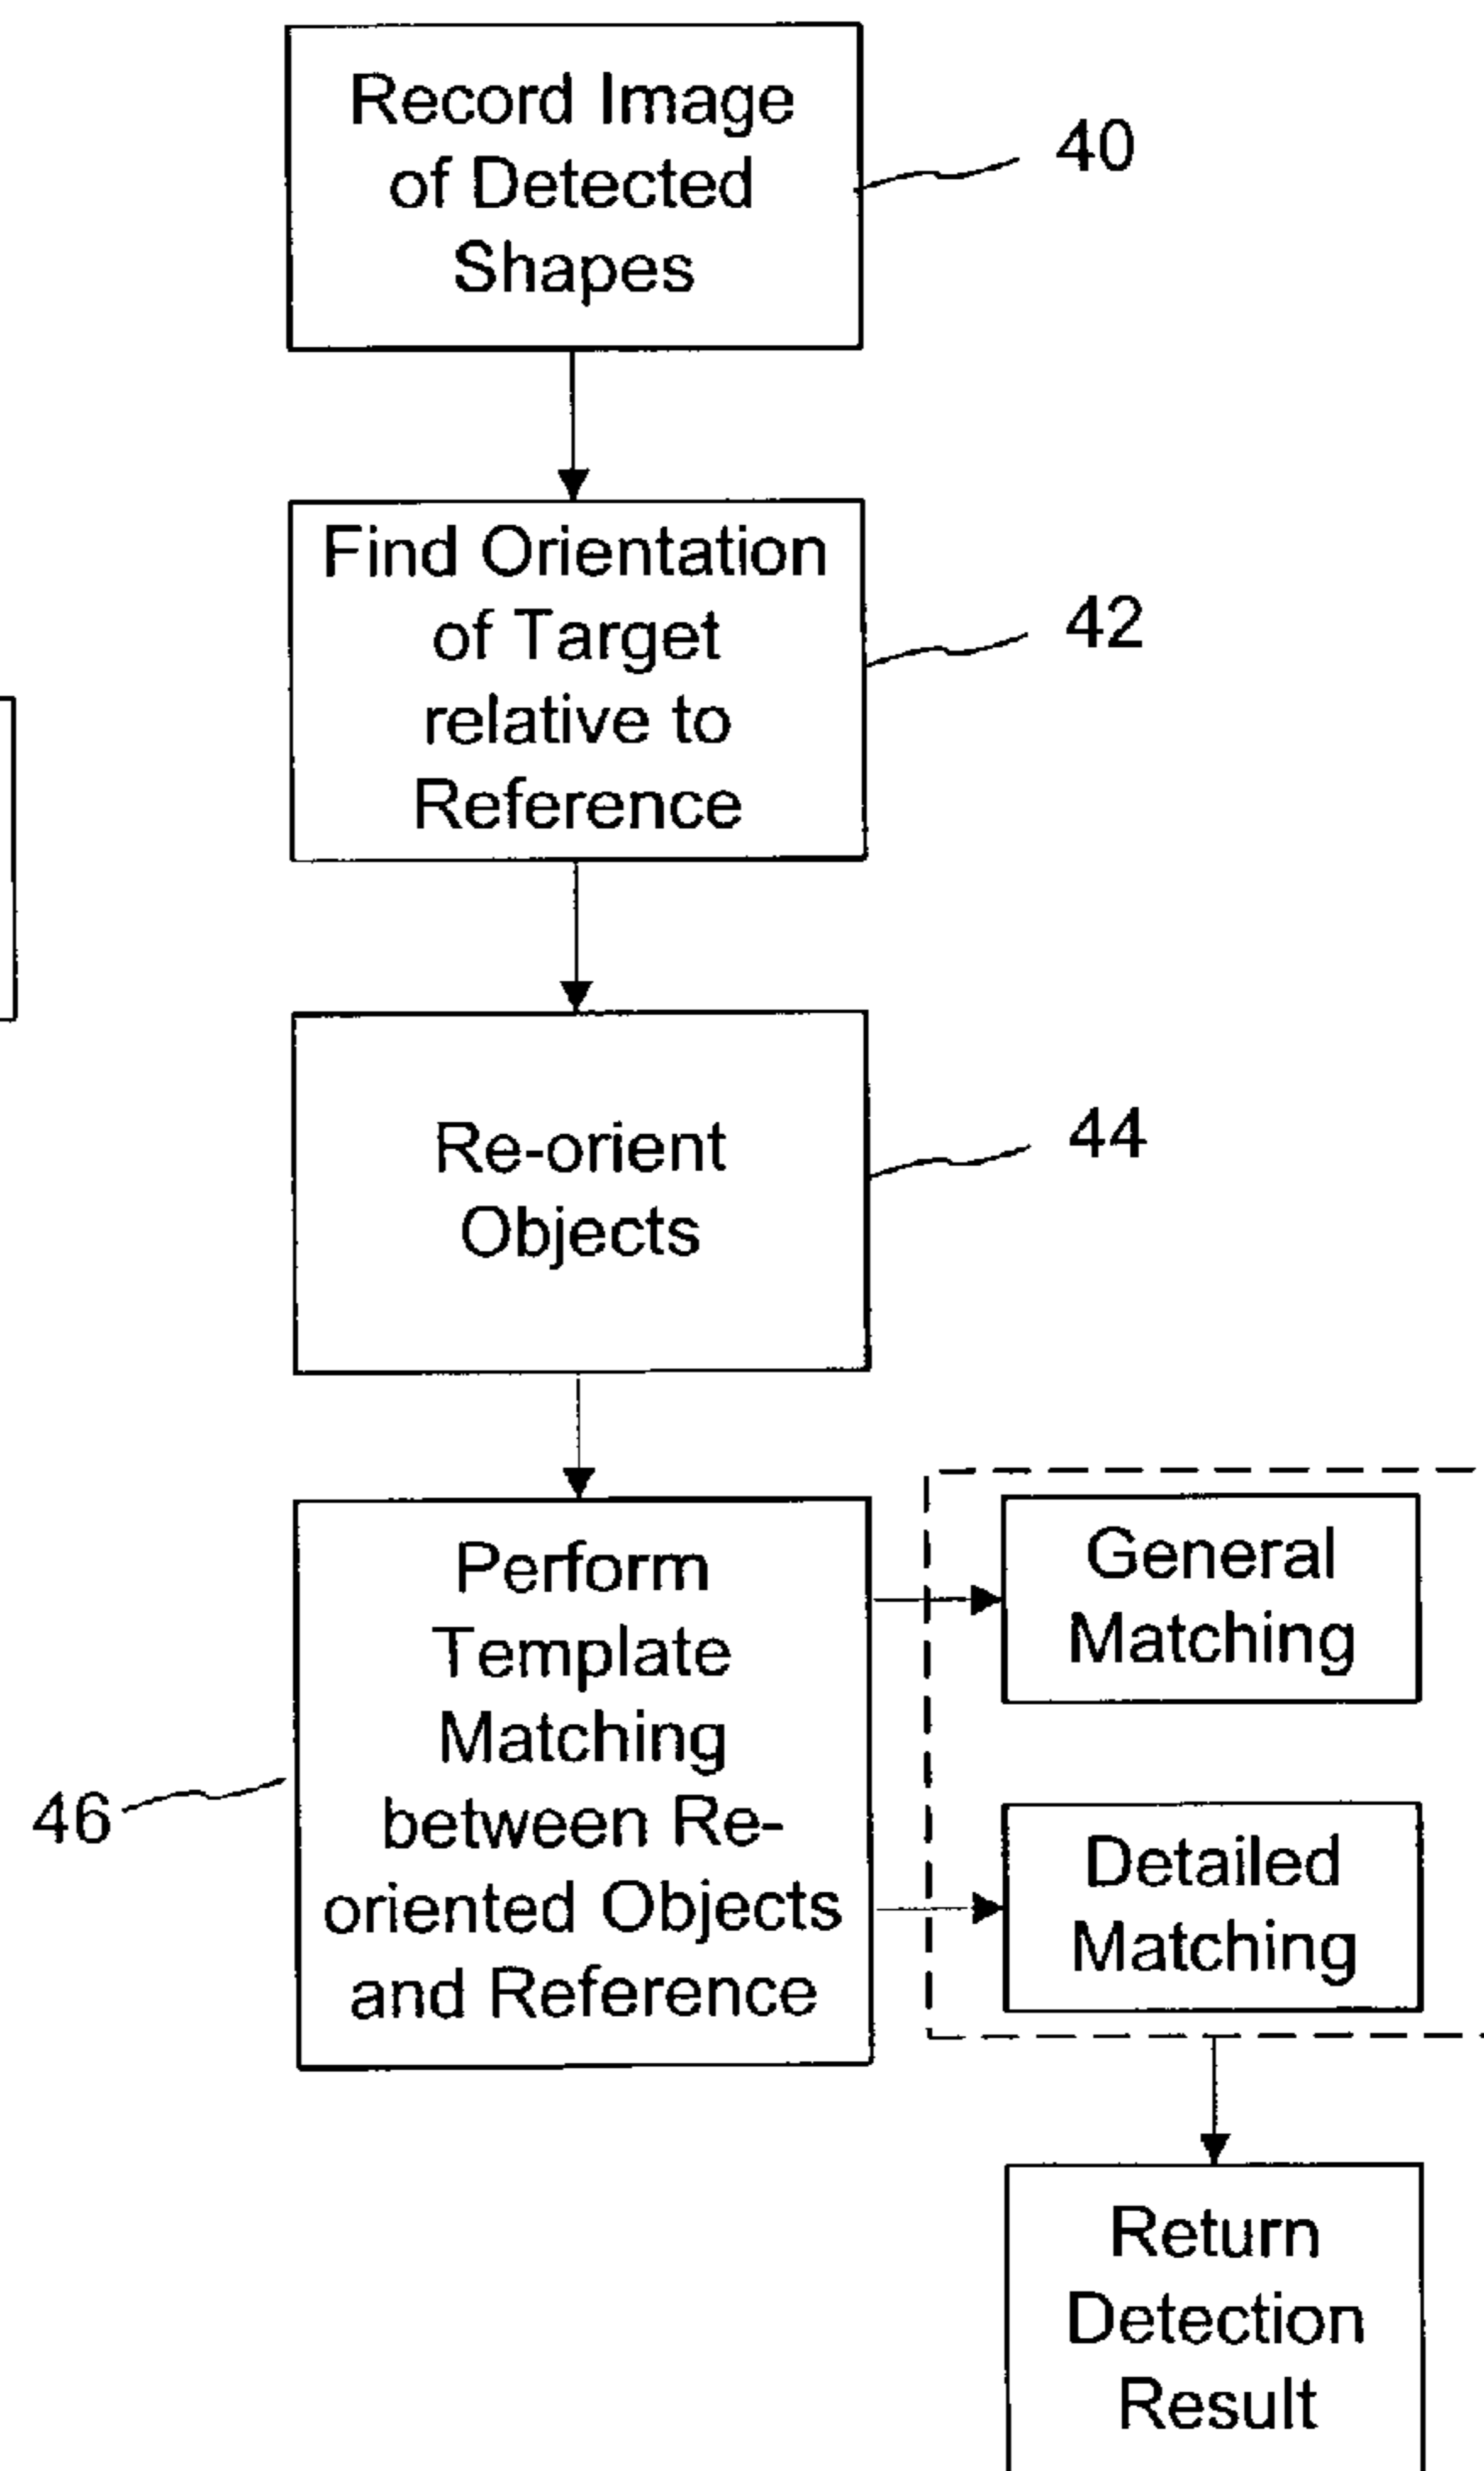 Record Image
of Detected
Shapes
40
Find Orientation
of Target
relative to
Reference
42
Re-orient
Objects
44
Perform
Template
Matching
between Re-
oriented Objects
and Reference
46
General
Matching
Detailed
Matching
Return
Detection
Result